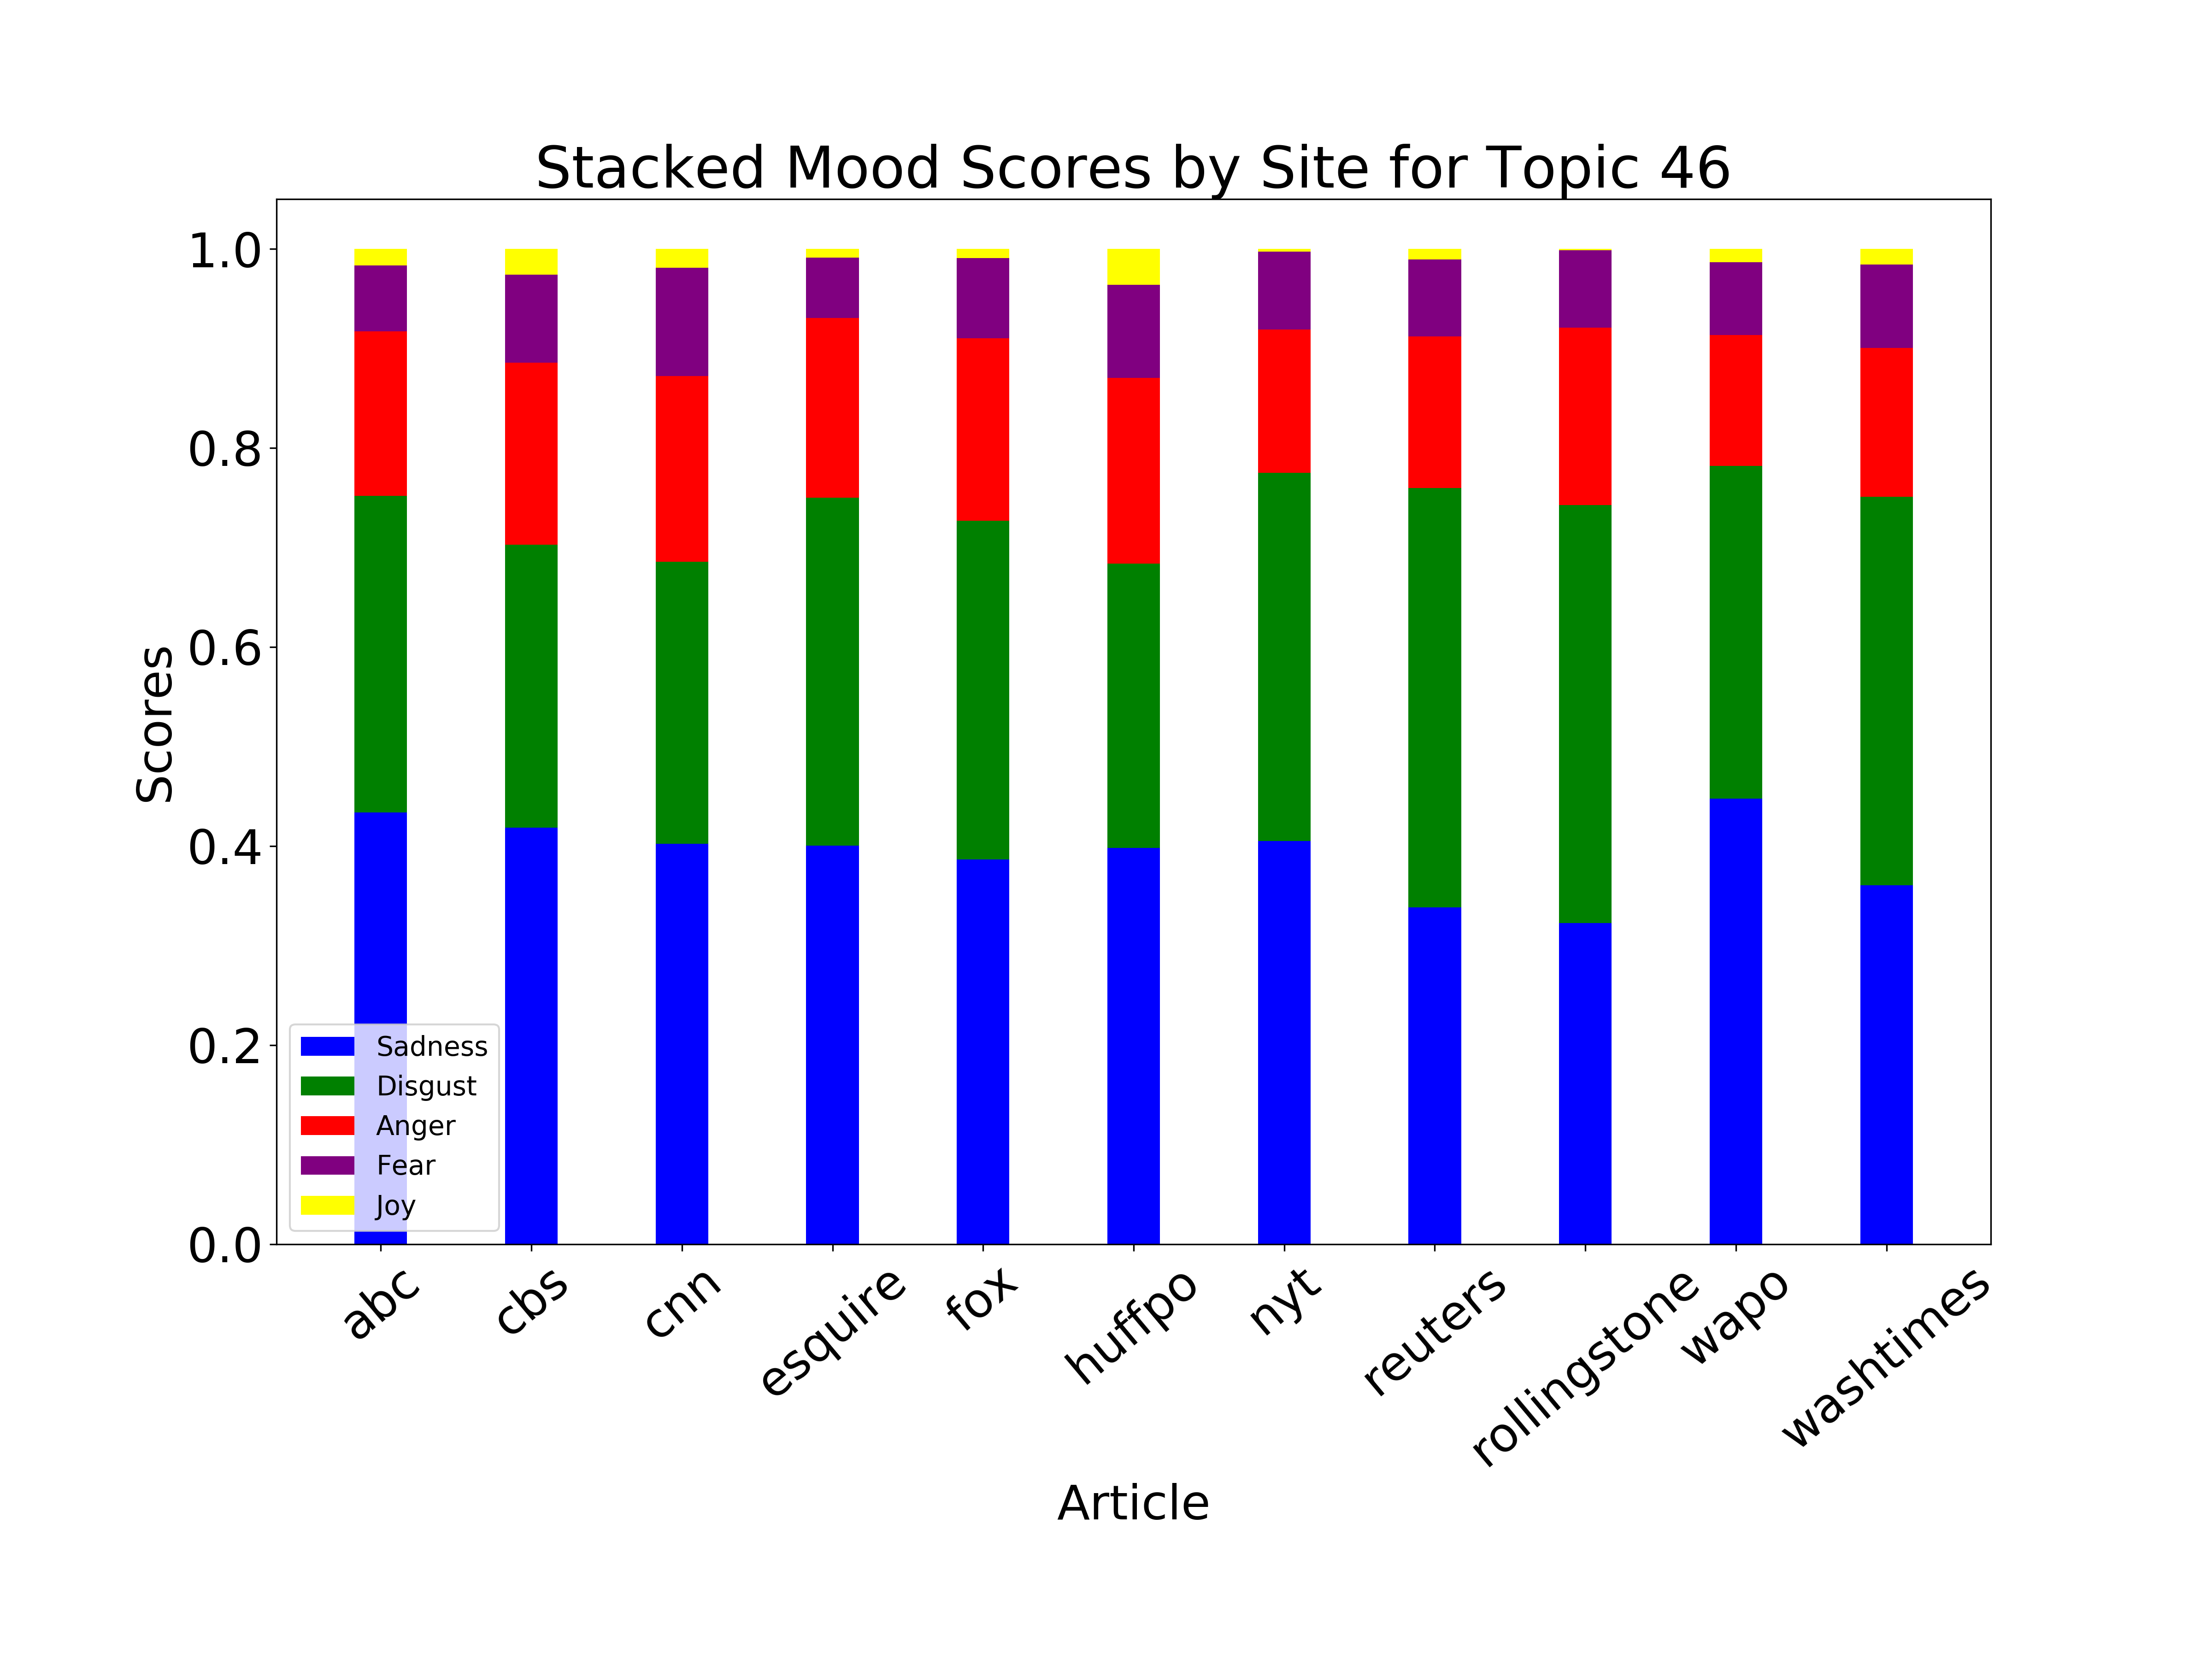 Stacked Mood Scores by Site for Topic 46
Scores
1.0
0.8
0.6
0.4
0.2
0.0
Sadness
Disgust
Anger
Fear
Joy
abc
cbs
cnn
esquire
fox
huffpo
nyt
reuters
rollingstone
wapo
washtimes
Article